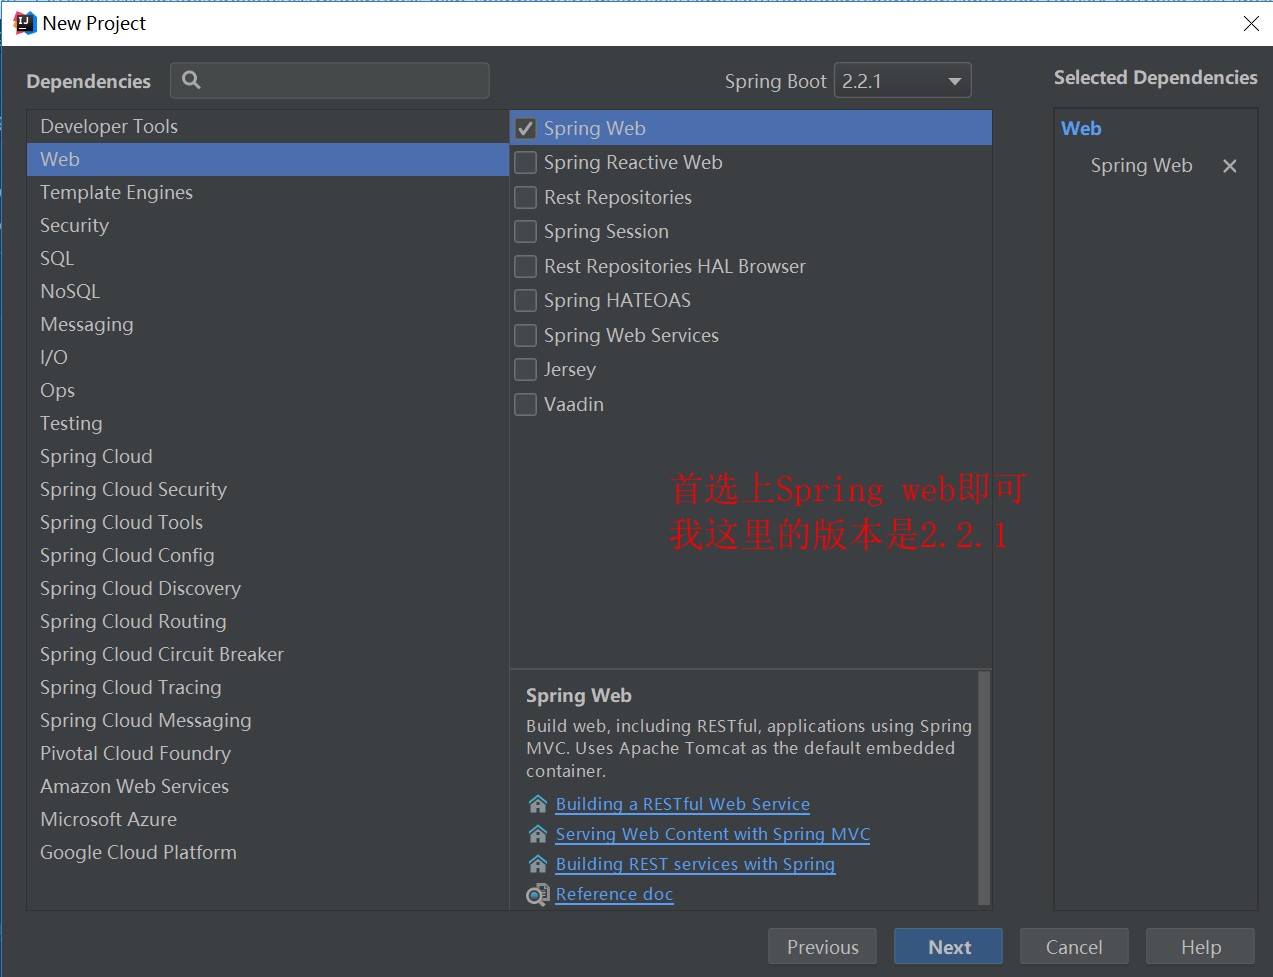 New Project
Dependencies
Spring Boot 2.2.1
Selected Dependencies
Developer Tools
Web
Template Engines
Security
SQL
NoSQL
Messaging
I/O
Ops
Testing
Spring Cloud
Spring Cloud Security
Spring Cloud Tools
Spring Cloud Config
Spring Cloud Discovery
Spring Cloud Routing
Spring Cloud Circuit Breaker
Spring Cloud Tracing
Spring Cloud Messaging
Pivotal Cloud Foundry
Amazon Web Services
Microsoft Azure
Google Cloud Platform
Spring Web
Spring Reactive Web
Rest Repositories
Spring Session
Rest Repositories HAL Browser
Spring HATEOAS
Spring Web Services
Jersey
Vaadin
首选上Spring web即可
我这里的版本是2.2.1
Spring Web
Build web, including RESTful, applications using Spring
MVC. Uses Apache Tomcat as the default embedded
container.
Building a RESTful Web Service
Serving Web Content with Spring MVC
Building REST services with Spring
Reference doc
Web
Spring Web
Previous
Next
Cancel
Help